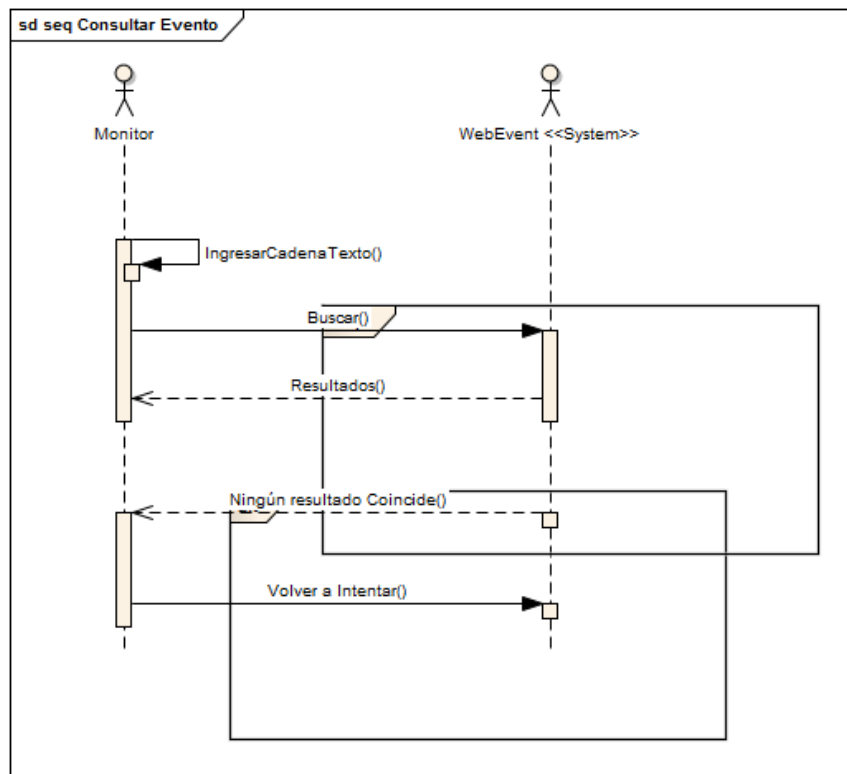 sd seq Consultar Evento
Monitor
WebEvent <<System>>
IngresarCadenaTexto()
Buscar()
Resultados()
Ningún resultado Coincide()
Volver a Intentar()